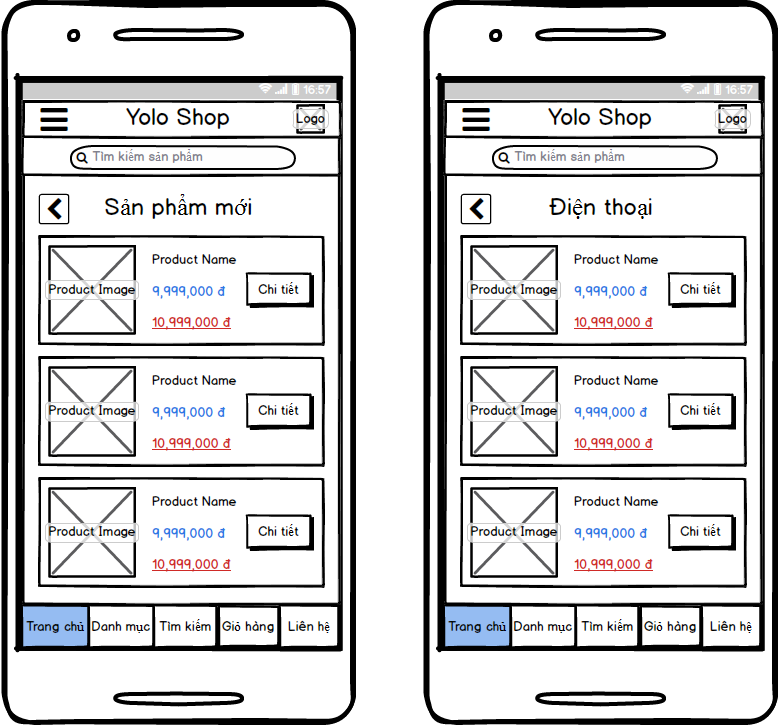 16:57
Yolo Shop
Logo
Tìm kiếm sản phẩm
Sản phẩm mới
Product Image
Product Name
9,999,000 đ
10,999,000 đ
Chi tiết
Product Image
Product Name
9,999,000 đ
10,999,000 đ
Chi tiết
Product Image
Product Name
9,999,000 đ
10,999,000 đ
Chi tiết
Trang chủ
Danh mục
Tìm kiếm
Giỏ hàng
Liên hệ
16:57
Yolo Shop
Logo
Tìm kiếm sản phẩm
Điện thoại
Product Image
Product Name
9,999,000 đ
10,999,000 đ
Chi tiết
Product Image
Product Name
9,999,000 đ
10,999,000 đ
Chi tiết
Product Image
Product Name
9,999,000 đ
10,999,000 đ
Chi tiết
Trang chủ
Danh mục
Tìm kiếm
Giỏ hàng
Liên hệ